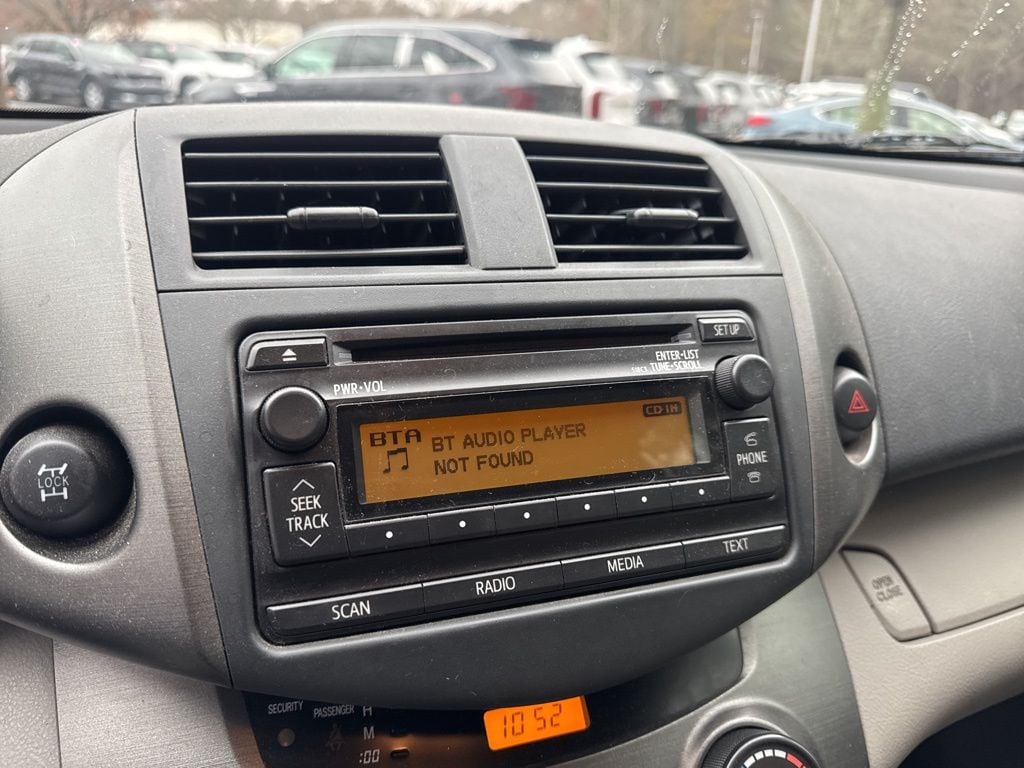 SET UP
ENTER•LIST
TUNE•SCROLL
PWR•VOL
CD-IN
BTA
BT AUDIO PLAYER
NOT FOUND
LOCK
SEEK
TRACK
PHONE
SCAN
RADIO
MEDIA
TEXT
OPEN
CLOSE
SECURITY
PASSENGER
H
M
:00
10 52